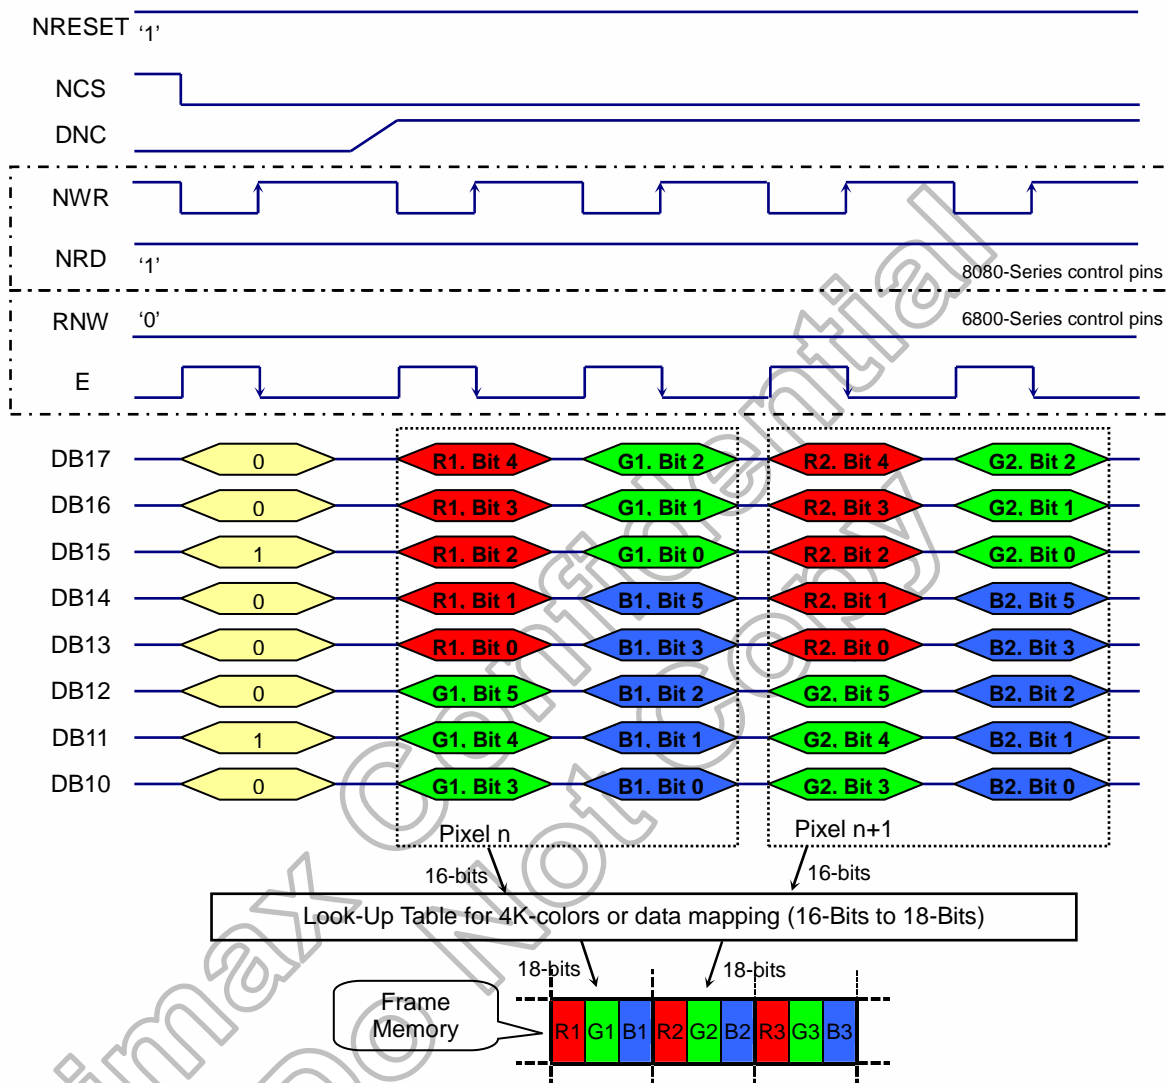 NRESET '1'
NCS
DNC
NWR
NRD '1'
8080-Series control pins
RNW '0'
6800-Series control pins
E
DB17 0 R1. Bit 4 G1. Bit 2 R2. Bit 4 G2. Bit 2
DB16 0 R1. Bit 3 G1. Bit 1 R2. Bit 3 G2. Bit 1
DB15 1 R1. Bit 2 G1. Bit 0 R2. Bit 2 G2. Bit 0
DB14 0 R1. Bit 1 B1. Bit 5 R2. Bit 1 B2. Bit 5
DB13 0 R1. Bit 0 B1. Bit 3 R2. Bit 0 B2. Bit 3
DB12 0 G1. Bit 5 B1. Bit 2 G2. Bit 5 B2. Bit 2
DB11 1 G1. Bit 4 B1. Bit 1 G2. Bit 4 B2. Bit 1
DB10 0 G1. Bit 3 B1. Bit 0 G2. Bit 3 B2. Bit 0
Pixel n Pixel n+1
16-bits 16-bits
Look-Up Table for 4K-colors or data mapping (16-Bits to 18-Bits)
18-bits 18-bits
Frame
Memory
R1 G1 B1 R2 G2 B2 R3 G3 B3
imax Confidential
Do Not Copy